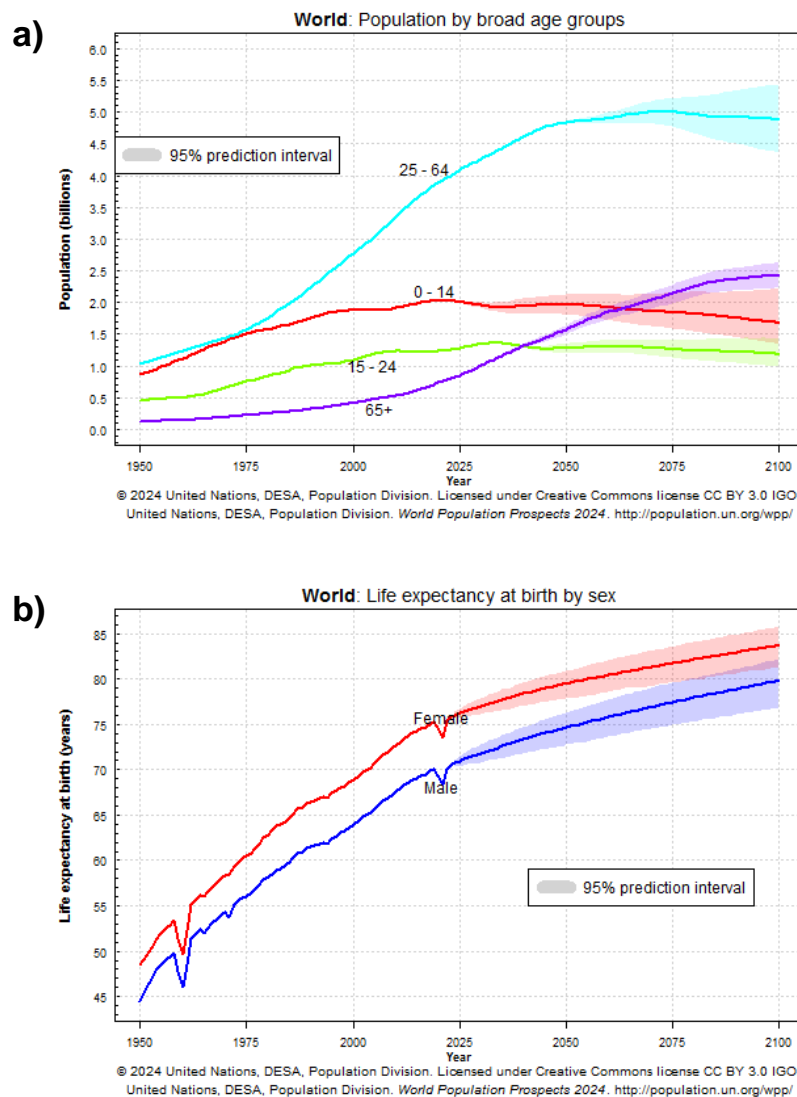 a)
World: Population by broad age groups
6.0
5.5
5.0
4.5
4.0
3.5
3.0
2.5
2.0
1.5
1.0
0.5
0.0
Population (billions)
95% prediction interval
25 - 64
0 - 14
15 - 24
65+
1950 1975 2000 2025 2050 2075 2100
Year
© 2024 United Nations, DESA, Population Division. Licensed under Creative Commons license CC BY 3.0 IGO
United Nations, DESA, Population Division. World Population Prospects 2024. http://population.un.org/wpp/
b)
World: Life expectancy at birth by sex
85
80
75
70
65
60
55
50
45
Life expectancy at birth (years)
Female
Male
95% prediction interval
1950 1975 2000 2025 2050 2075 2100
Year
© 2024 United Nations, DESA, Population Division. Licensed under Creative Commons license CC BY 3.0 IGO
United Nations, DESA, Population Division. World Population Prospects 2024. http://population.un.org/wpp/